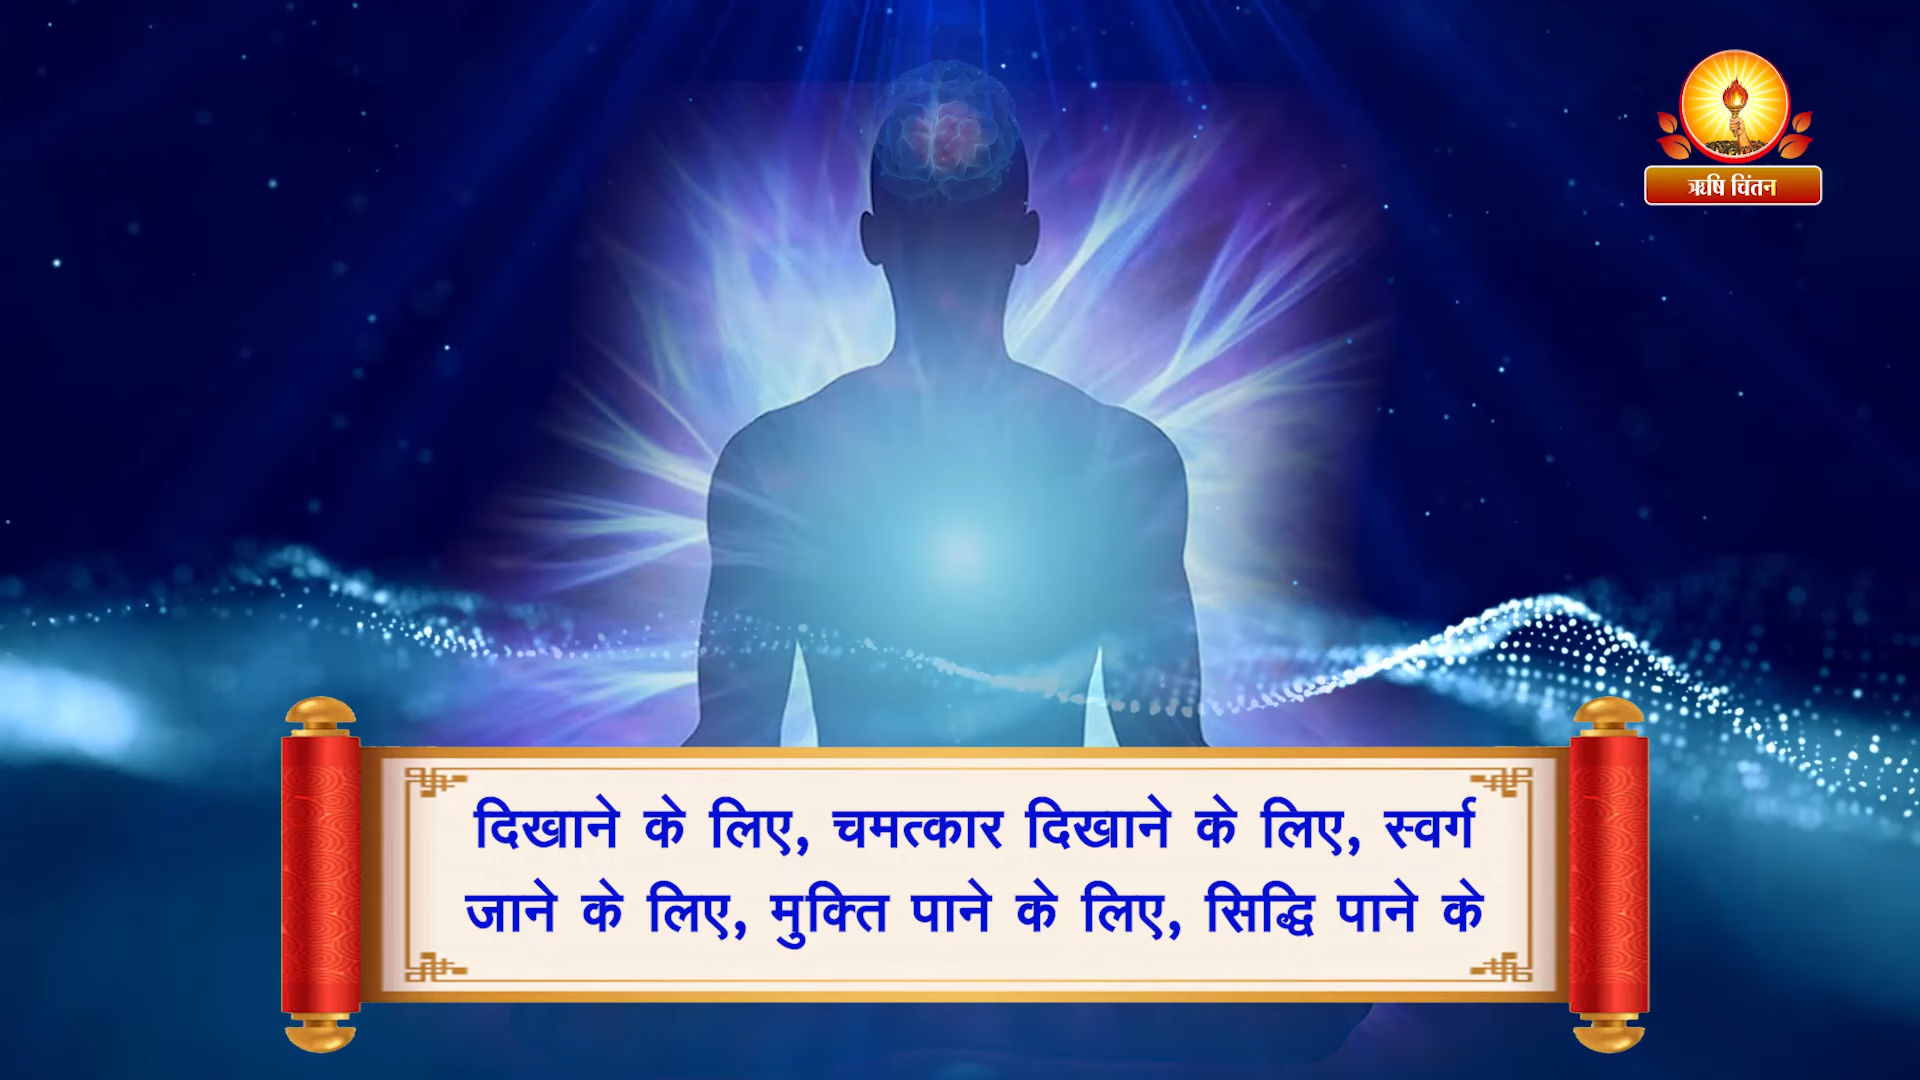 ऋषि चिंतन
दिखाने के लिए, चमत्कार दिखाने के लिए, स्वर्ग
जाने के लिए, मुक्ति पाने के लिए, सिद्धि पाने के